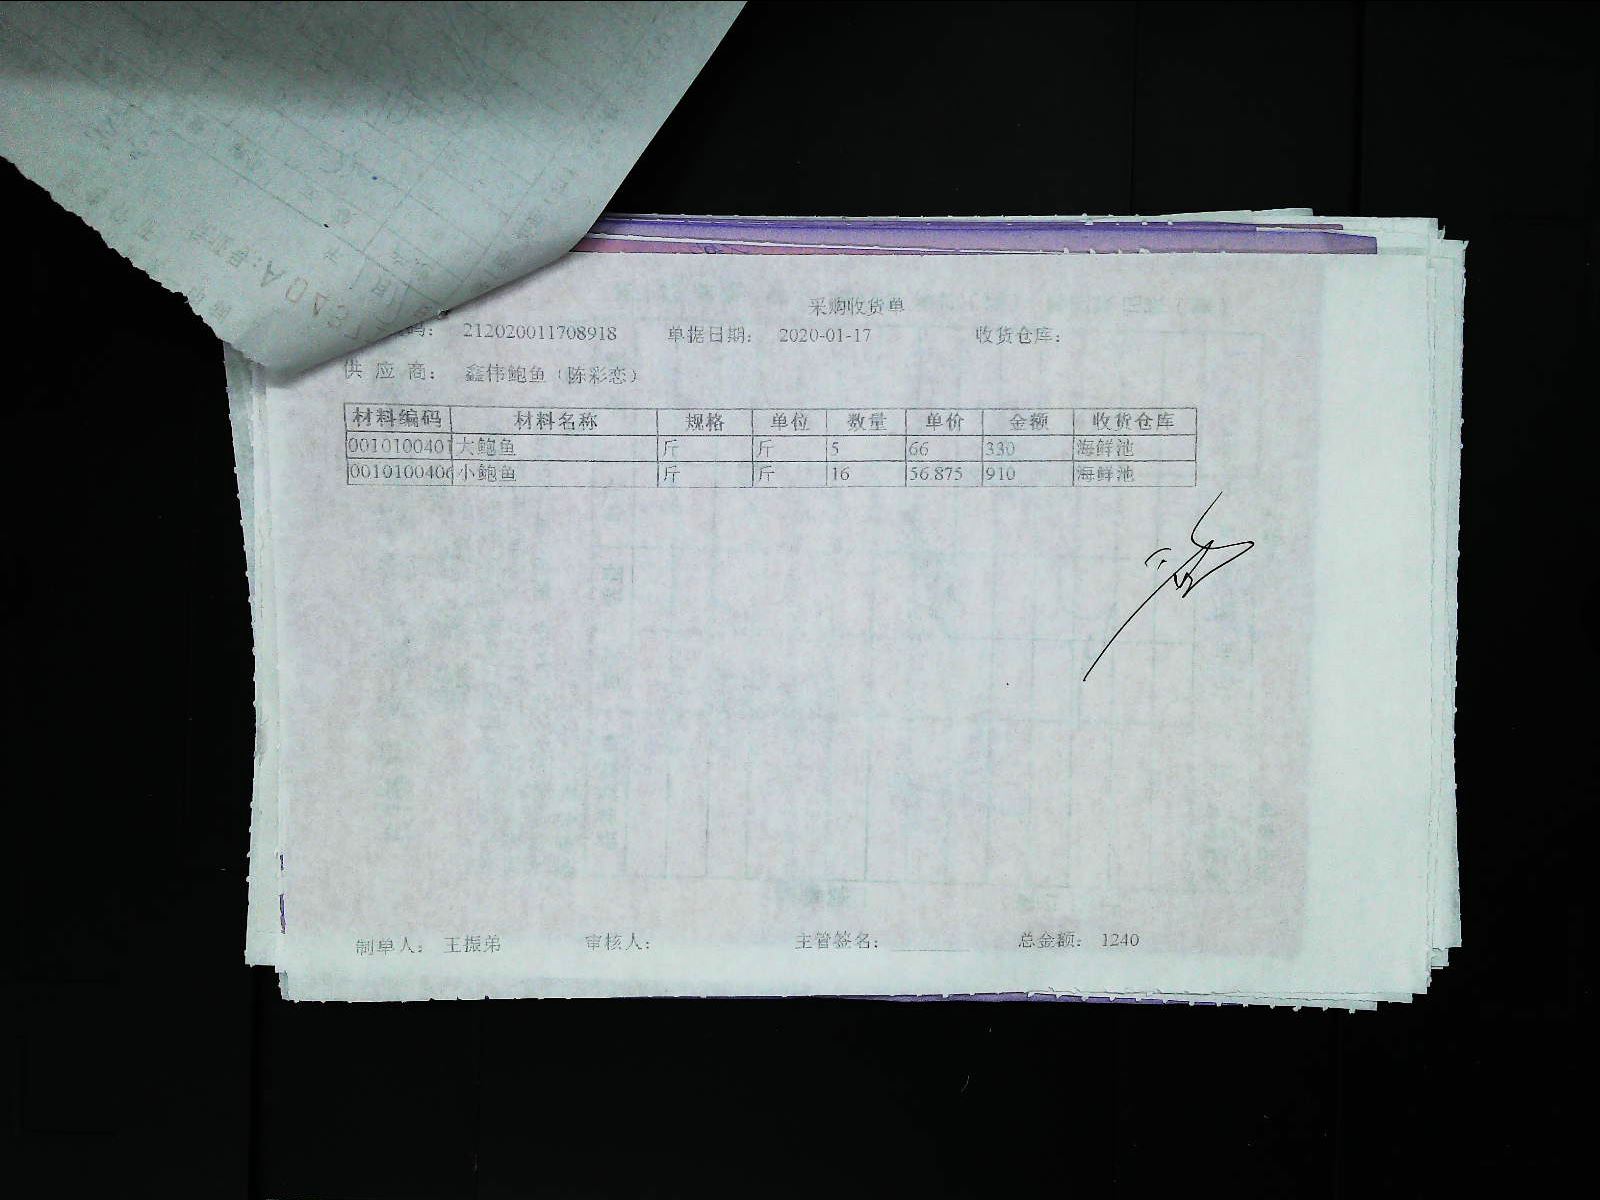 采购收货单
码： 212020011708918 单据日期： 2020-01-17 收货仓库：
供应商： 鑫伟鲍鱼（陈彩恋）
材料编码 材料名称 规格 单位 数量 单价 金额 收货仓库
0010100401 大鲍鱼 斤 斤 5 66 330 海鲜池
0010100406 小鲍鱼 斤 斤 16 56.875 910 海鲜池
制单人： 王振弟 审核人： 主管签名： 总金额： 1240